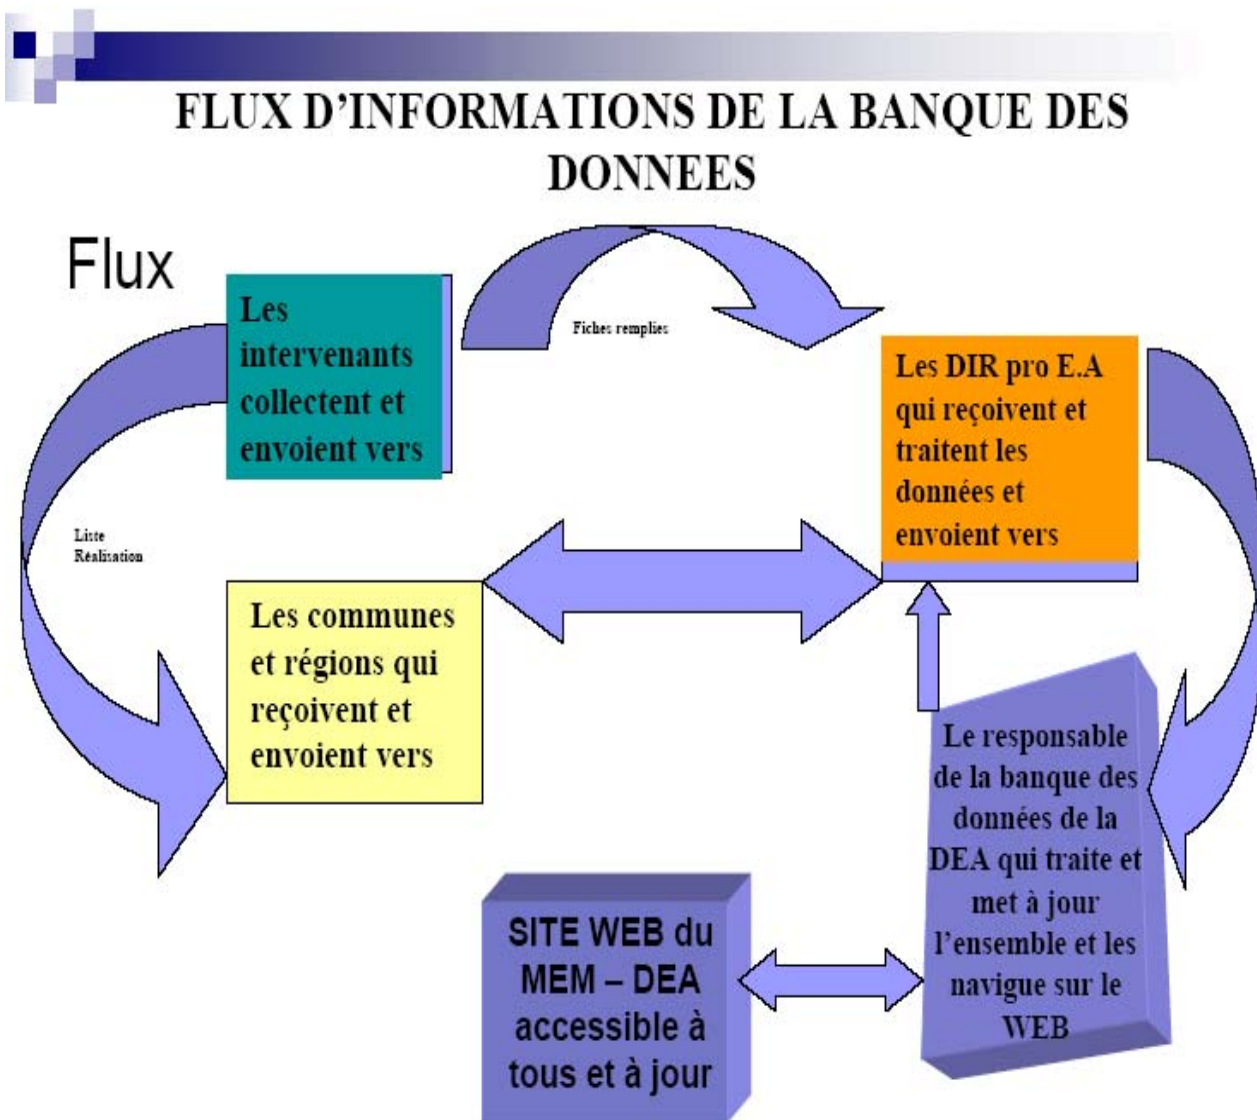 FLUX D’INFORMATIONS DE LA BANQUE DES
DONNEES
Flux
Les
intervenants
collectent et
envoient vers
Fiches remplies
Les DIR pro E.A
qui reçoivent et
traitent les
données et
envoient vers
Liste
Réalisation
Les communes
et régions qui
reçoivent et
envoient vers
Le responsable
de la banque des
données de la
DEA qui traite et
met à jour
l’ensemble et les
navigue sur le
WEB
SITE WEB du
MEM – DEA
accessible à
tous et à jour